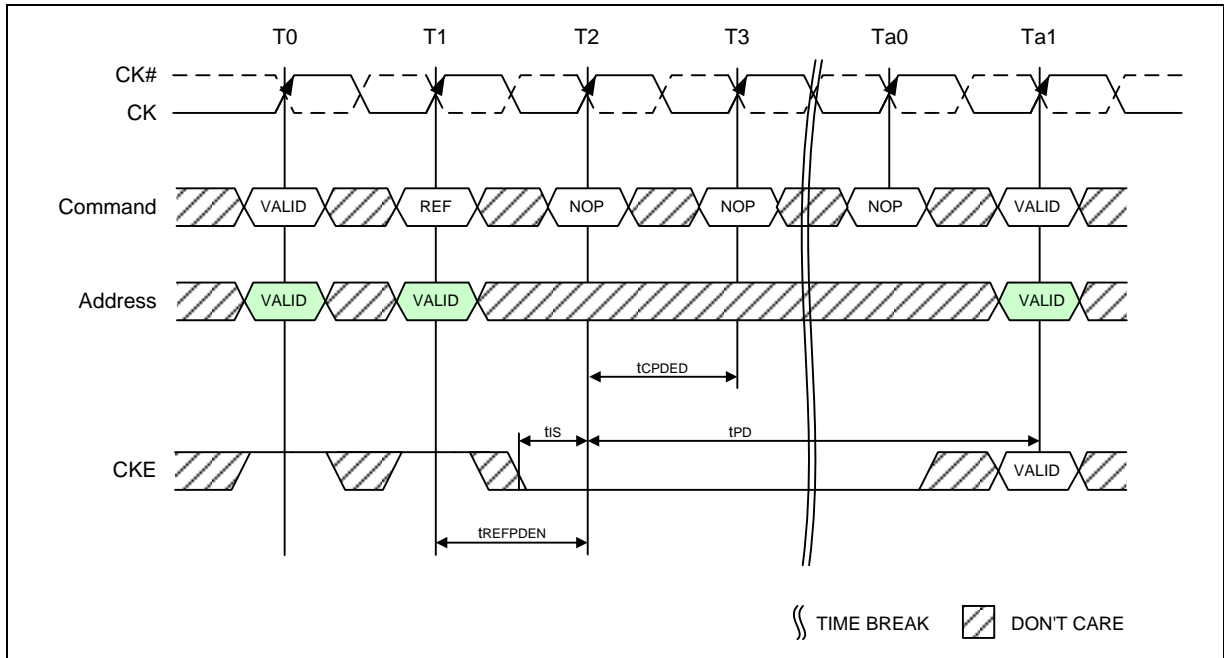 T0 T1 T2 T3 Ta0 Ta1
CK#
CK
Command VALID REF NOP NOP NOP VALID
Address VALID VALID VALID
tCPDED
tIS tPD
CKE VALID
tREFPDEN
TIME BREAK DON'T CARE